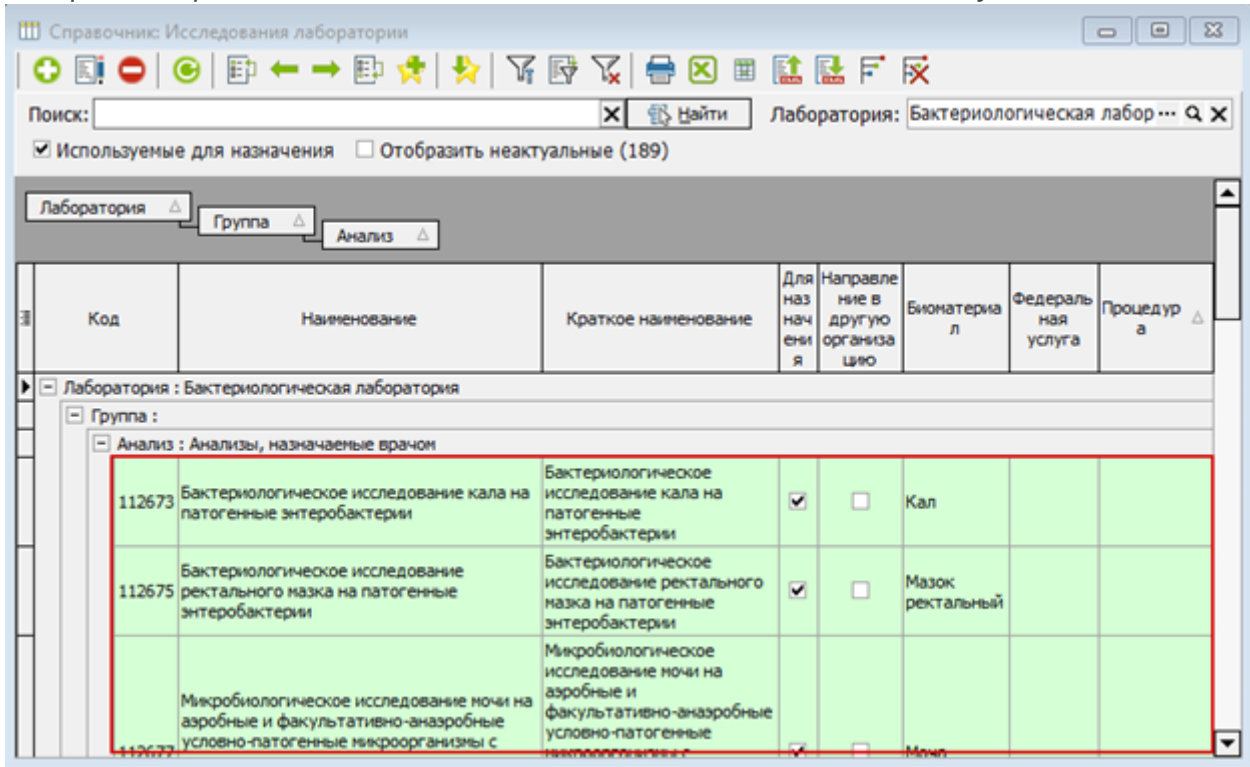 Справочник: Исследования лаборатории
Поиск:
Найти
Лаборатория:
Бактериологическая лабор ...
Используемые для назначения
Отобразить неактуальные (189)
Лаборатория
Группа
Анализ
Код
Наименование
Краткое наименование
Для
наз
нач
ени
я
Направле
ние в
другую
организа
цию
Биоматериа
л
Федераль
ная
услуга
Процедур
а
Лаборатория : Бактериологическая лаборатория
Группа :
Анализ : Анализы, назначаемые врачом
112673
Бактериологическое исследование кала на
патогенные энтеробактерии
Бактериологическое
исследование кала на
патогенные
энтеробактерии
Кал
112675
Бактериологическое исследование
ректального мазка на патогенные
энтеробактерии
Бактериологическое
исследование ректального
мазка на патогенные
энтеробактерии
Мазок
ректальный
112677
Микробиологическое исследование мочи на
аэробные и факультативно-анаэробные
условно-патогенные микроорганизмы с
Микробиологическое
исследование мочи на
аэробные и
факультативно-анаэробные
условно-патогенные
микроорганизмы с
Моча